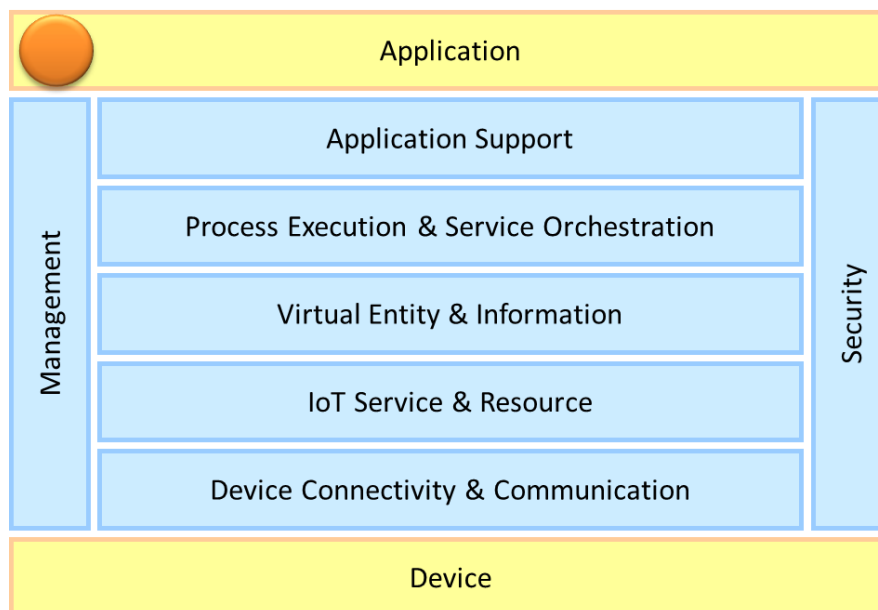 Application
Application Support
Process Execution & Service Orchestration
Virtual Entity & Information
IoT Service & Resource
Device Connectivity & Communication
Management
Security
Device